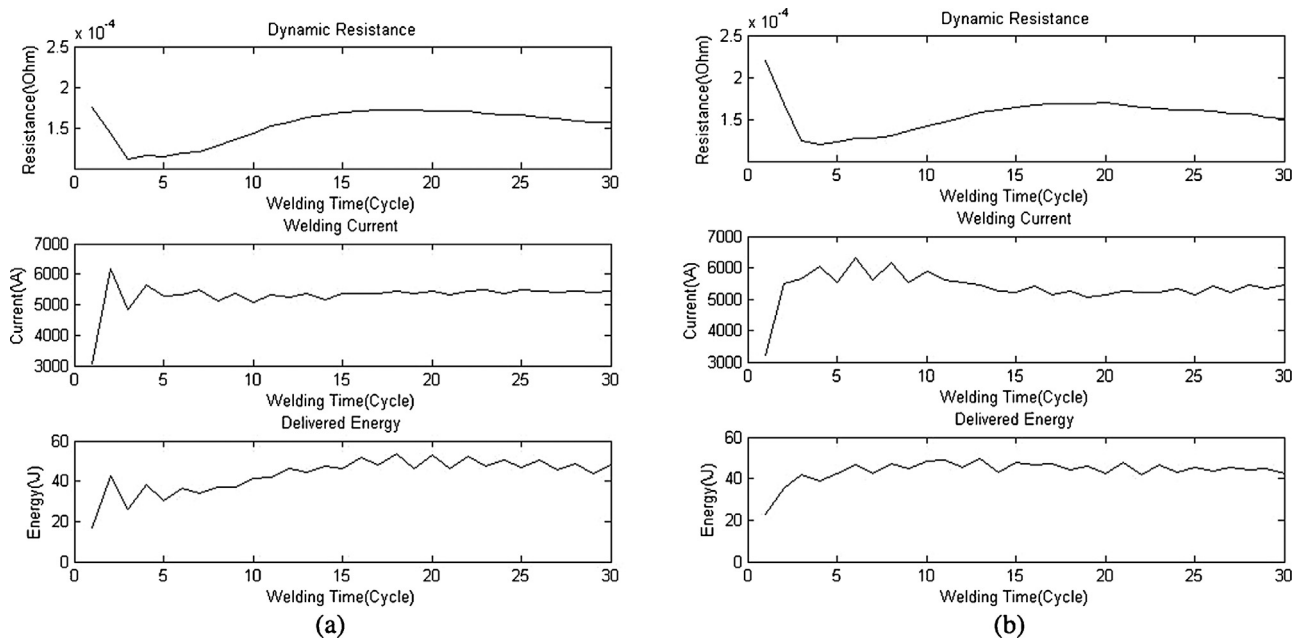 x 10⁻⁴
Dynamic Resistance
2.5
2
1.5
Resistance(\Ohm)
0 5 10 15 20 25 30
Welding Time(Cycle)
Welding Current
7000
6000
5000
4000
3000
Current(\A)
0 5 10 15 20 25 30
Welding Time(Cycle)
Delivered Energy
60
40
20
0
Energy(\J)
0 5 10 15 20 25 30
Welding Time(Cycle)
(a)
x 10⁻⁴
Dynamic Resistance
2.5
2
1.5
Resistance(\Ohm)
0 5 10 15 20 25 30
Welding Time(Cycle)
Welding Current
7000
6000
5000
4000
3000
Current(\A)
0 5 10 15 20 25 30
Welding Time(Cycle)
Delivered Energy
60
40
20
0
Energy(\J)
0 5 10 15 20 25 30
Welding Time(Cycle)
(b)